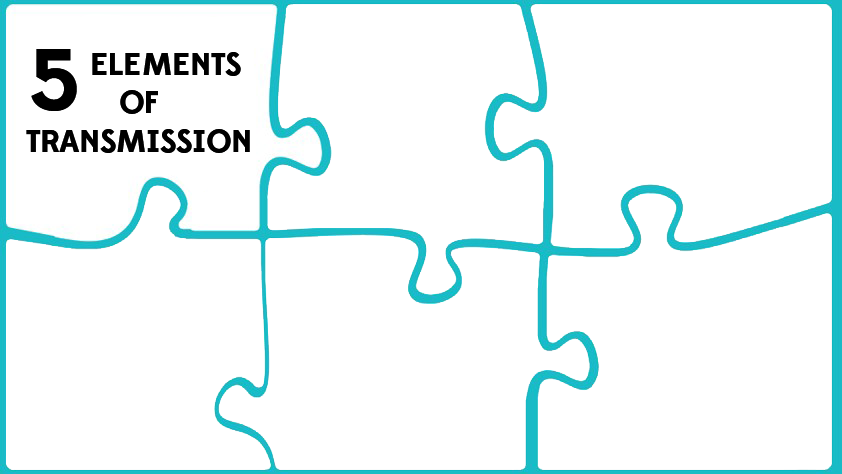 5 ELEMENTS
OF
TRANSMISSION